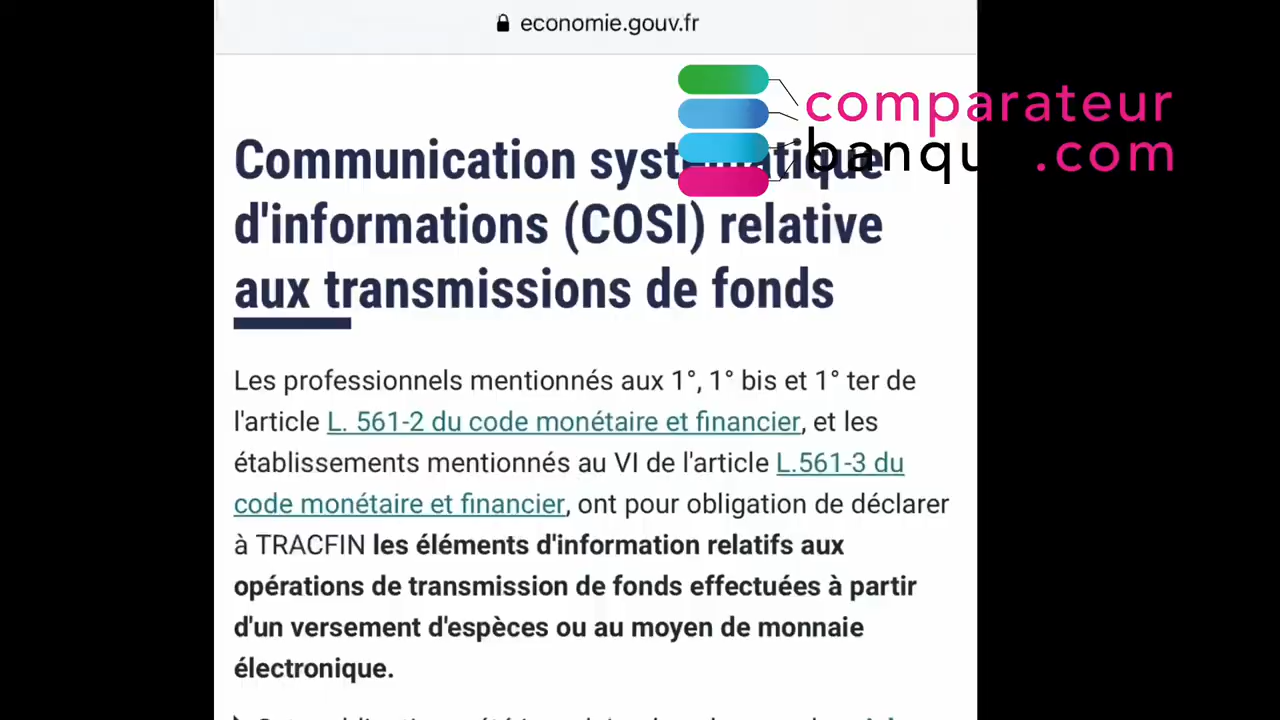 economie.gouv.fr
comparateur
banqu .com
Communication systématique
d'informations (COSI) relative
aux transmissions de fonds
Les professionnels mentionnés aux 1°, 1° bis et 1° ter de
l'article L. 561-2 du code monétaire et financier, et les
établissements mentionnés au VI de l'article L.561-3 du
code monétaire et financier, ont pour obligation de déclarer
à TRACFIN les éléments d'information relatifs aux
opérations de transmission de fonds effectuées à partir
d'un versement d'espèces ou au moyen de monnaie
électronique.